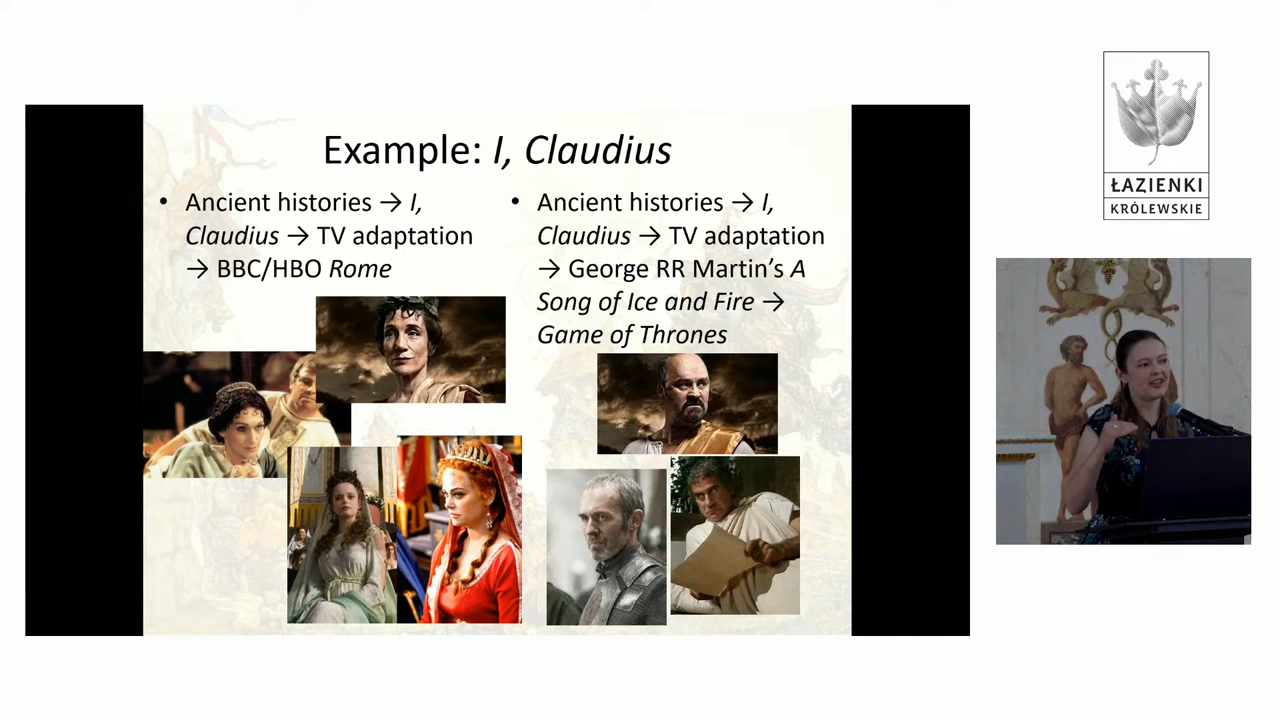 Example: I, Claudius
• Ancient histories → I,
Claudius → TV adaptation
→ BBC/HBO Rome
• Ancient histories → I,
Claudius → TV adaptation
→ George RR Martin's A
Song of Ice and Fire →
Game of Thrones
ŁAZIENKI
KRÓLEWSKIE